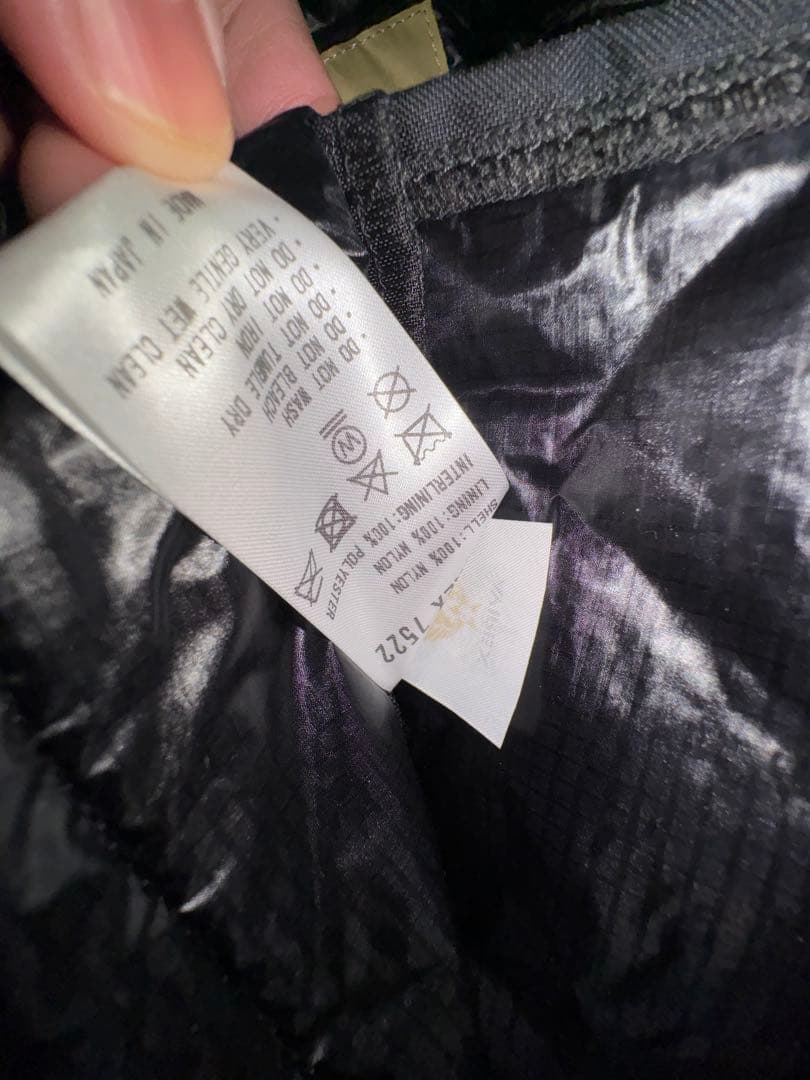 7522
SHELL: 100% NYLON
LINING: 100% NYLON
INTERLINING: 100% POLYESTER
W
· DO NOT WASH
· DO NOT BLEACH
· DO NOT TUMBLE DRY
· DO NOT IRON
· DO NOT DRY CLEAN
· VERY GENTLE WET CLEAN
MADE IN JAPAN